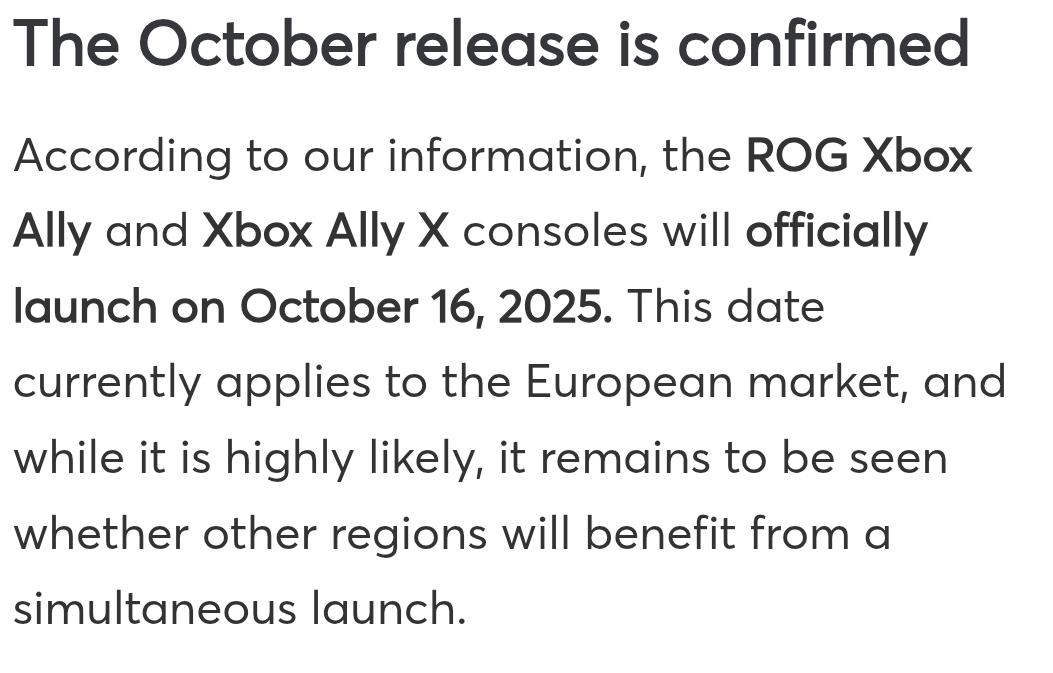 The October release is confirmed
According to our information, the ROG Xbox
Ally and Xbox Ally X consoles will officially
launch on October 16, 2025. This date
currently applies to the European market, and
while it is highly likely, it remains to be seen
whether other regions will benefit from a
simultaneous launch.